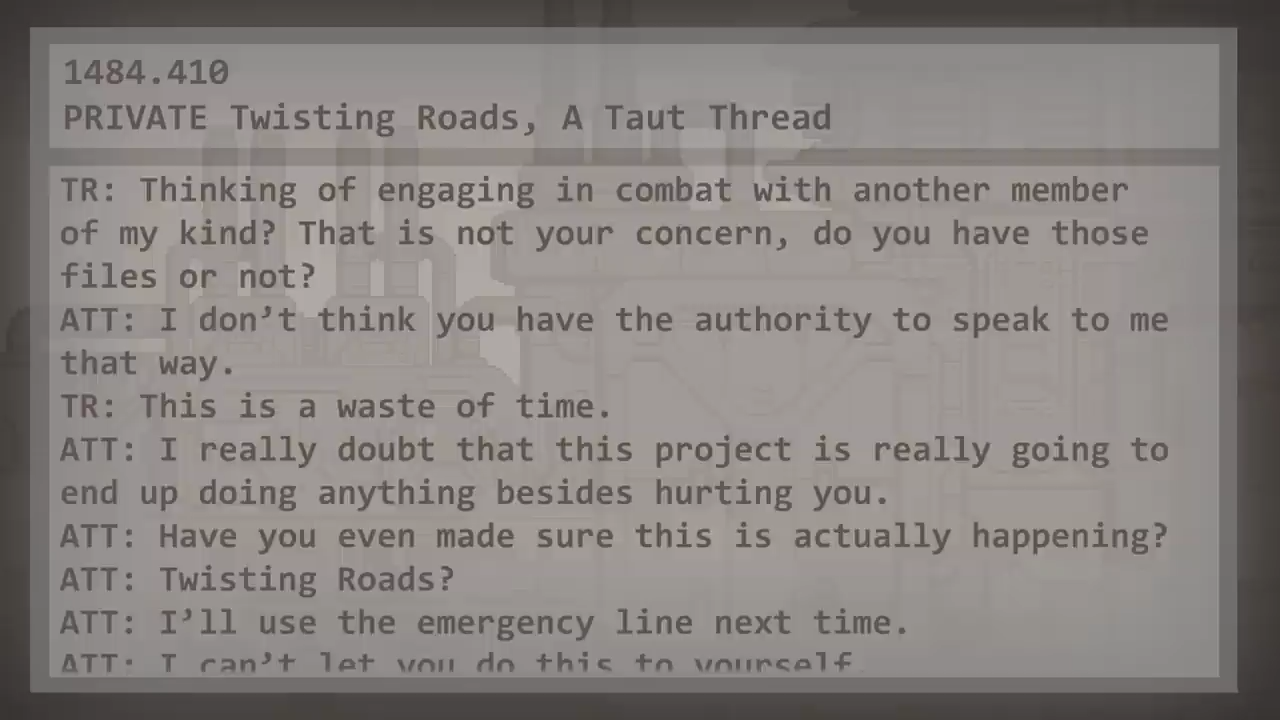 1484.410
PRIVATE Twisting Roads, A Taut Thread
TR: Thinking of engaging in combat with another member
of my kind? That is not your concern, do you have those
files or not?
ATT: I don’t think you have the authority to speak to me
that way.
TR: This is a waste of time.
ATT: I really doubt that this project is really going to
end up doing anything besides hurting you.
ATT: Have you even made sure this is actually happening?
ATT: Twisting Roads?
ATT: I’ll use the emergency line next time.
ATT: I can’t let you do this to yourself.